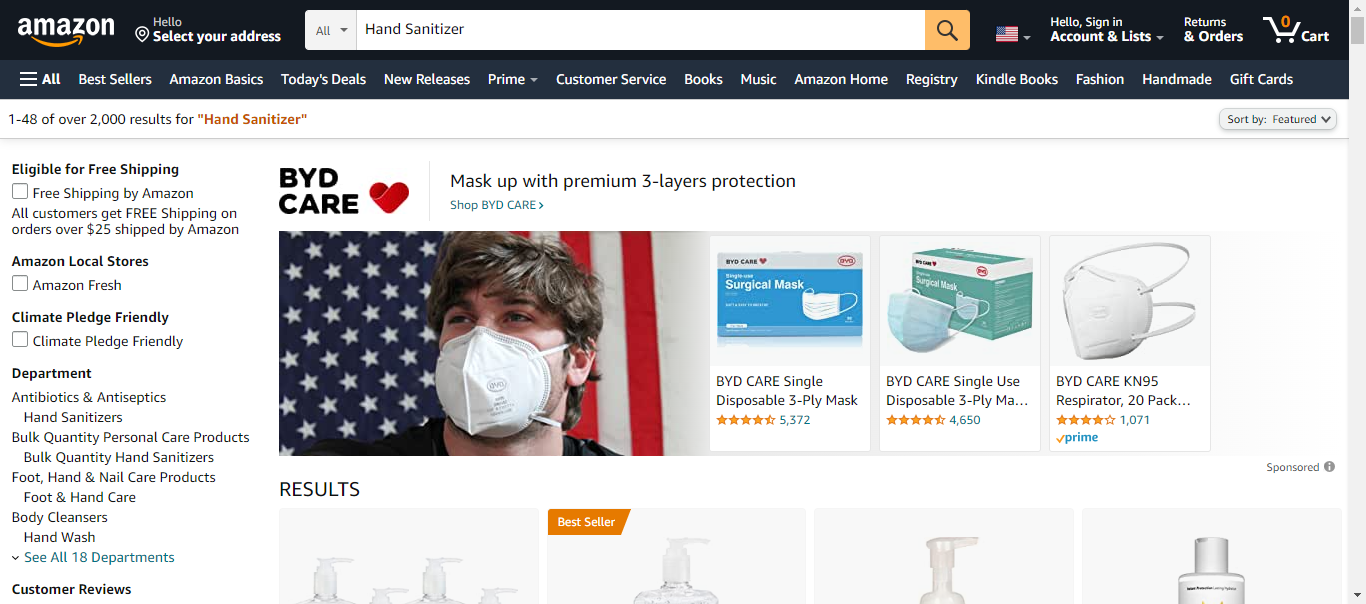 amazon
Hello
Select your address
All
Hand Sanitizer
Hello, Sign in
Account & Lists
Returns
& Orders
0
Cart
All
Best Sellers
Amazon Basics
Today's Deals
New Releases
Prime
Customer Service
Books
Music
Amazon Home
Registry
Kindle Books
Fashion
Handmade
Gift Cards
1-48 of over 2,000 results for "Hand Sanitizer"
Sort by: Featured
Eligible for Free Shipping
Free Shipping by Amazon
All customers get FREE Shipping on
orders over $25 shipped by Amazon
Amazon Local Stores
Amazon Fresh
Climate Pledge Friendly
Climate Pledge Friendly
Department
Antibiotics & Antiseptics
Hand Sanitizers
Bulk Quantity Personal Care Products
Bulk Quantity Hand Sanitizers
Foot, Hand & Nail Care Products
Foot & Hand Care
Body Cleansers
Hand Wash
See All 18 Departments
Customer Reviews
BYD
CARE
Mask up with premium 3-layers protection
Shop BYD CARE
BYD
BYD CARE
BYD
Single-use
Surgical Mask
BYD CARE
BYD
Single-use
Surgical Mask
BYD CARE Single
Disposable 3-Ply Mask
5,372
BYD CARE Single Use
Disposable 3-Ply Ma...
4,650
BYD CARE KN95
Respirator, 20 Pack...
1,071
prime
Sponsored
RESULTS
Best Seller